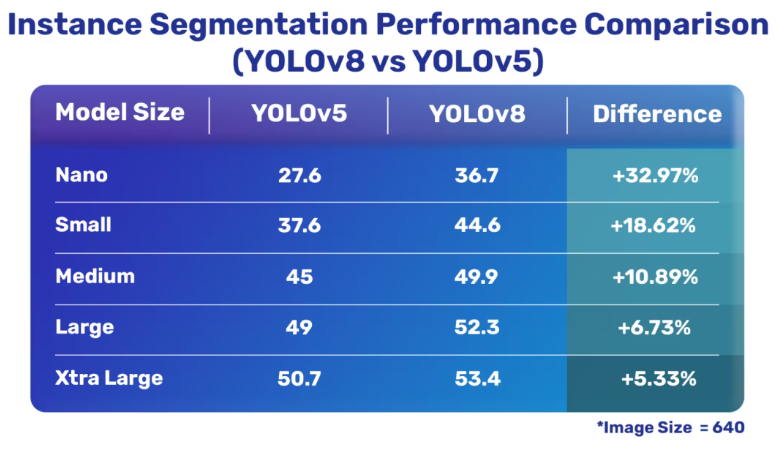 Instance Segmentation Performance Comparison
(YOLOv8 vs YOLOv5)
Model Size YOLOv5 YOLOv8 Difference
Nano 27.6 36.7 +32.97%
Small 37.6 44.6 +18.62%
Medium 45 49.9 +10.89%
Large 49 52.3 +6.73%
Xtra Large 50.7 53.4 +5.33%
*Image Size = 640